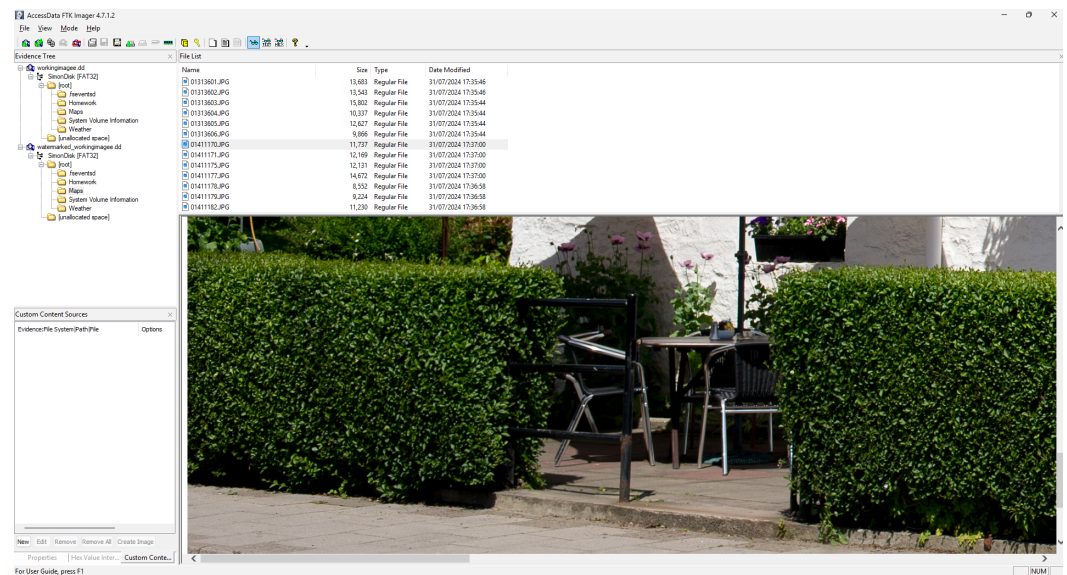 AccessData FTK Imager 4.7.1.2
File View Mode Help
Evidence Tree
workingimagee.dd
SimonDisk [FAT32]
[root]
fseventsd
Homework
Maps
System Volume Information
Weather
[unallocated space]
watermarked_workingimagee.dd
SimonDisk [FAT32]
[root]
fseventsd
Homework
Maps
System Volume Information
Weather
[unallocated space]
File List
Name Size Type Date Modified
01313601.JPG 13,683 Regular File 31/07/2024 17:35:46
01313602.JPG 13,543 Regular File 31/07/2024 17:35:46
01313603.JPG 15,802 Regular File 31/07/2024 17:35:44
01313604.JPG 10,337 Regular File 31/07/2024 17:35:44
01313605.JPG 12,627 Regular File 31/07/2024 17:35:44
01313606.JPG 9,866 Regular File 31/07/2024 17:35:44
01411170.JPG 11,737 Regular File 31/07/2024 17:37:00
01411171.JPG 12,169 Regular File 31/07/2024 17:37:00
01411175.JPG 12,131 Regular File 31/07/2024 17:37:00
01411177.JPG 14,672 Regular File 31/07/2024 17:37:00
01411178.JPG 8,552 Regular File 31/07/2024 17:36:58
01411179.JPG 9,224 Regular File 31/07/2024 17:36:58
01411182.JPG 11,230 Regular File 31/07/2024 17:36:58
Custom Content Sources
Evidence:File System|Path|File Options
New Edit Remove Remove All Create Image
Properties Hex Value Inter... Custom Conte...
For User Guide, press F1
NUM